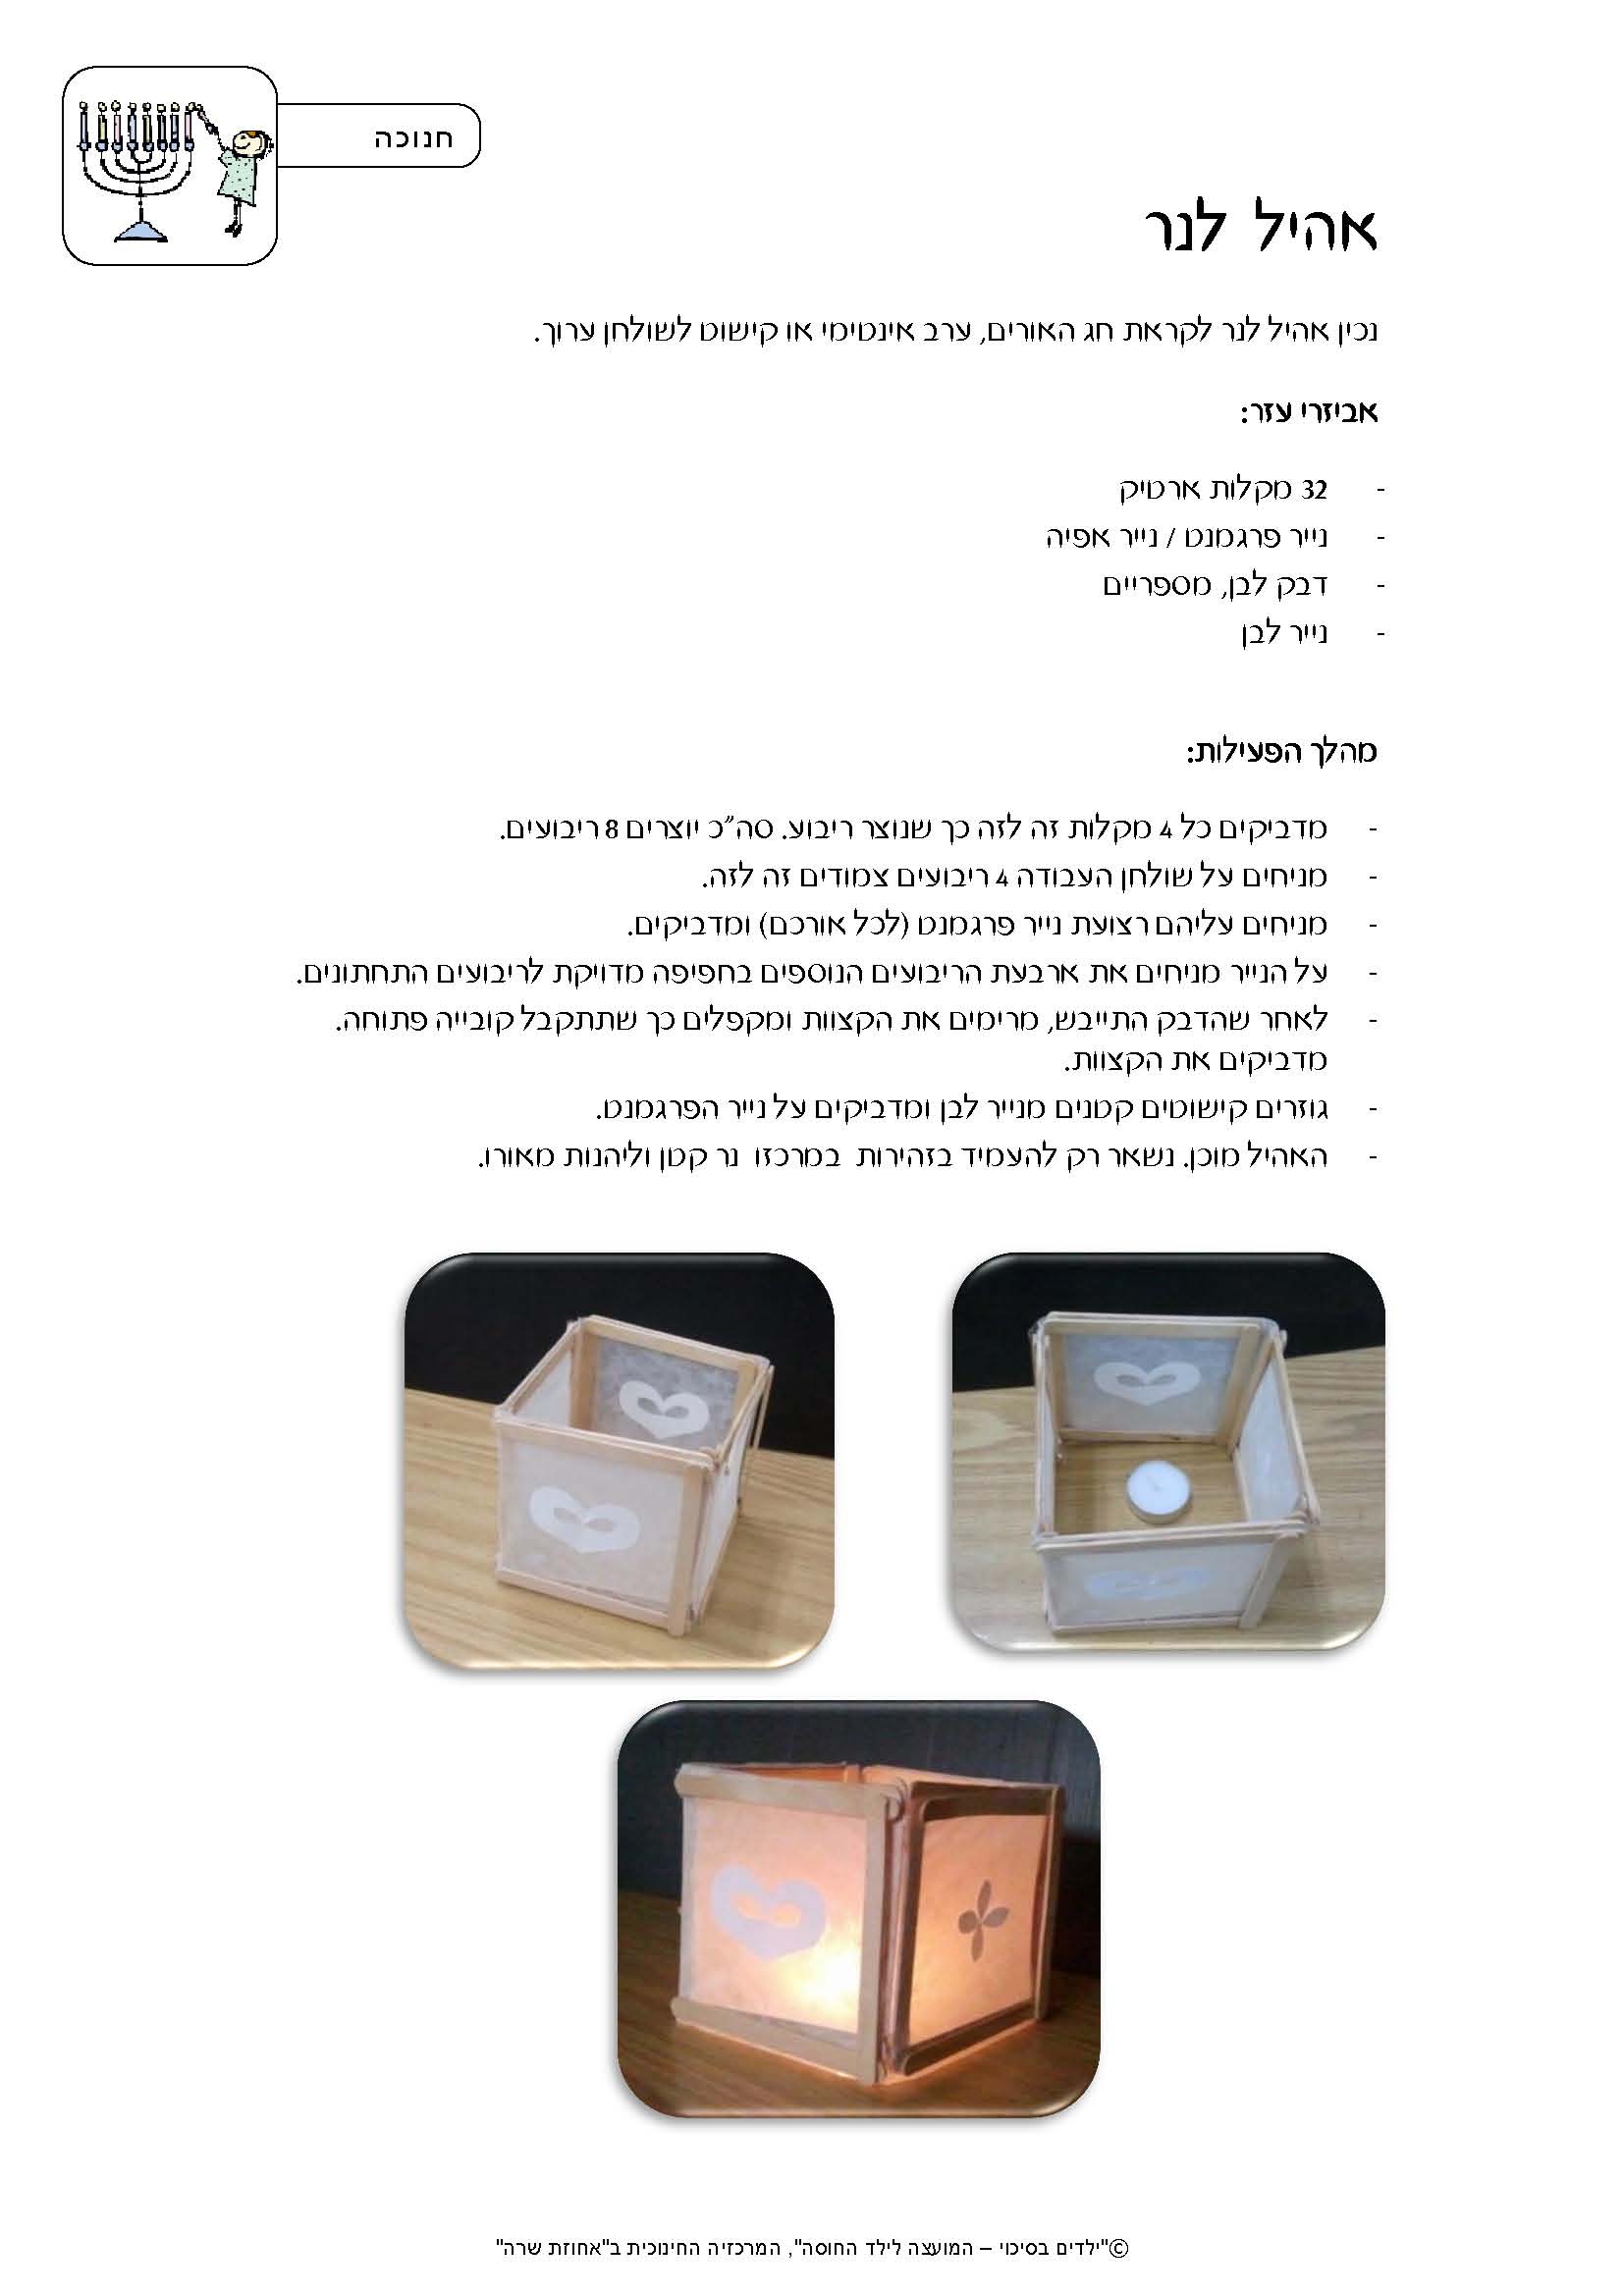 חנוכה
אהיל לנר
נכין אהיל לנר לקראת חג האורים, ערב אינטימי או קישוט לשולחן ערוך.
אביזרי עזר:
- 32 מקלות ארטיק
- נייר פרגמנט / נייר אפיה
- דבק לבן, מספריים
- נייר לבן
מהלך הפעילות:
- מדביקים כל 4 מקלות זה לזה כך שנוצר ריבוע. סה"כ יוצרים 8 ריבועים.
- מניחים על שולחן העבודה 4 ריבועים צמודים זה לזה.
- מניחים עליהם רצועת נייר פרגמנט (לכל אורכם) ומדביקים.
- על הנייר מניחים את ארבעת הריבועים הנוספים בחפיפה מדויקת לריבועים התחתונים.
- לאחר שהדבק התייבש, מרימים את הקצוות ומקפלים כך שתתקבל קובייה פתוחה.
מדביקים את הקצוות.
- גוזרים קישוטים קטנים מנייר לבן ומדביקים על נייר הפרגמנט.
- האהיל מוכן. נשאר רק להעמיד בזהירות במרכזו נר קטן וליהנות מאורו.
©"ילדים בסיכוי – המועצה לילד החוסה", המרכזיה החינוכית ב"אחוזת שרה"